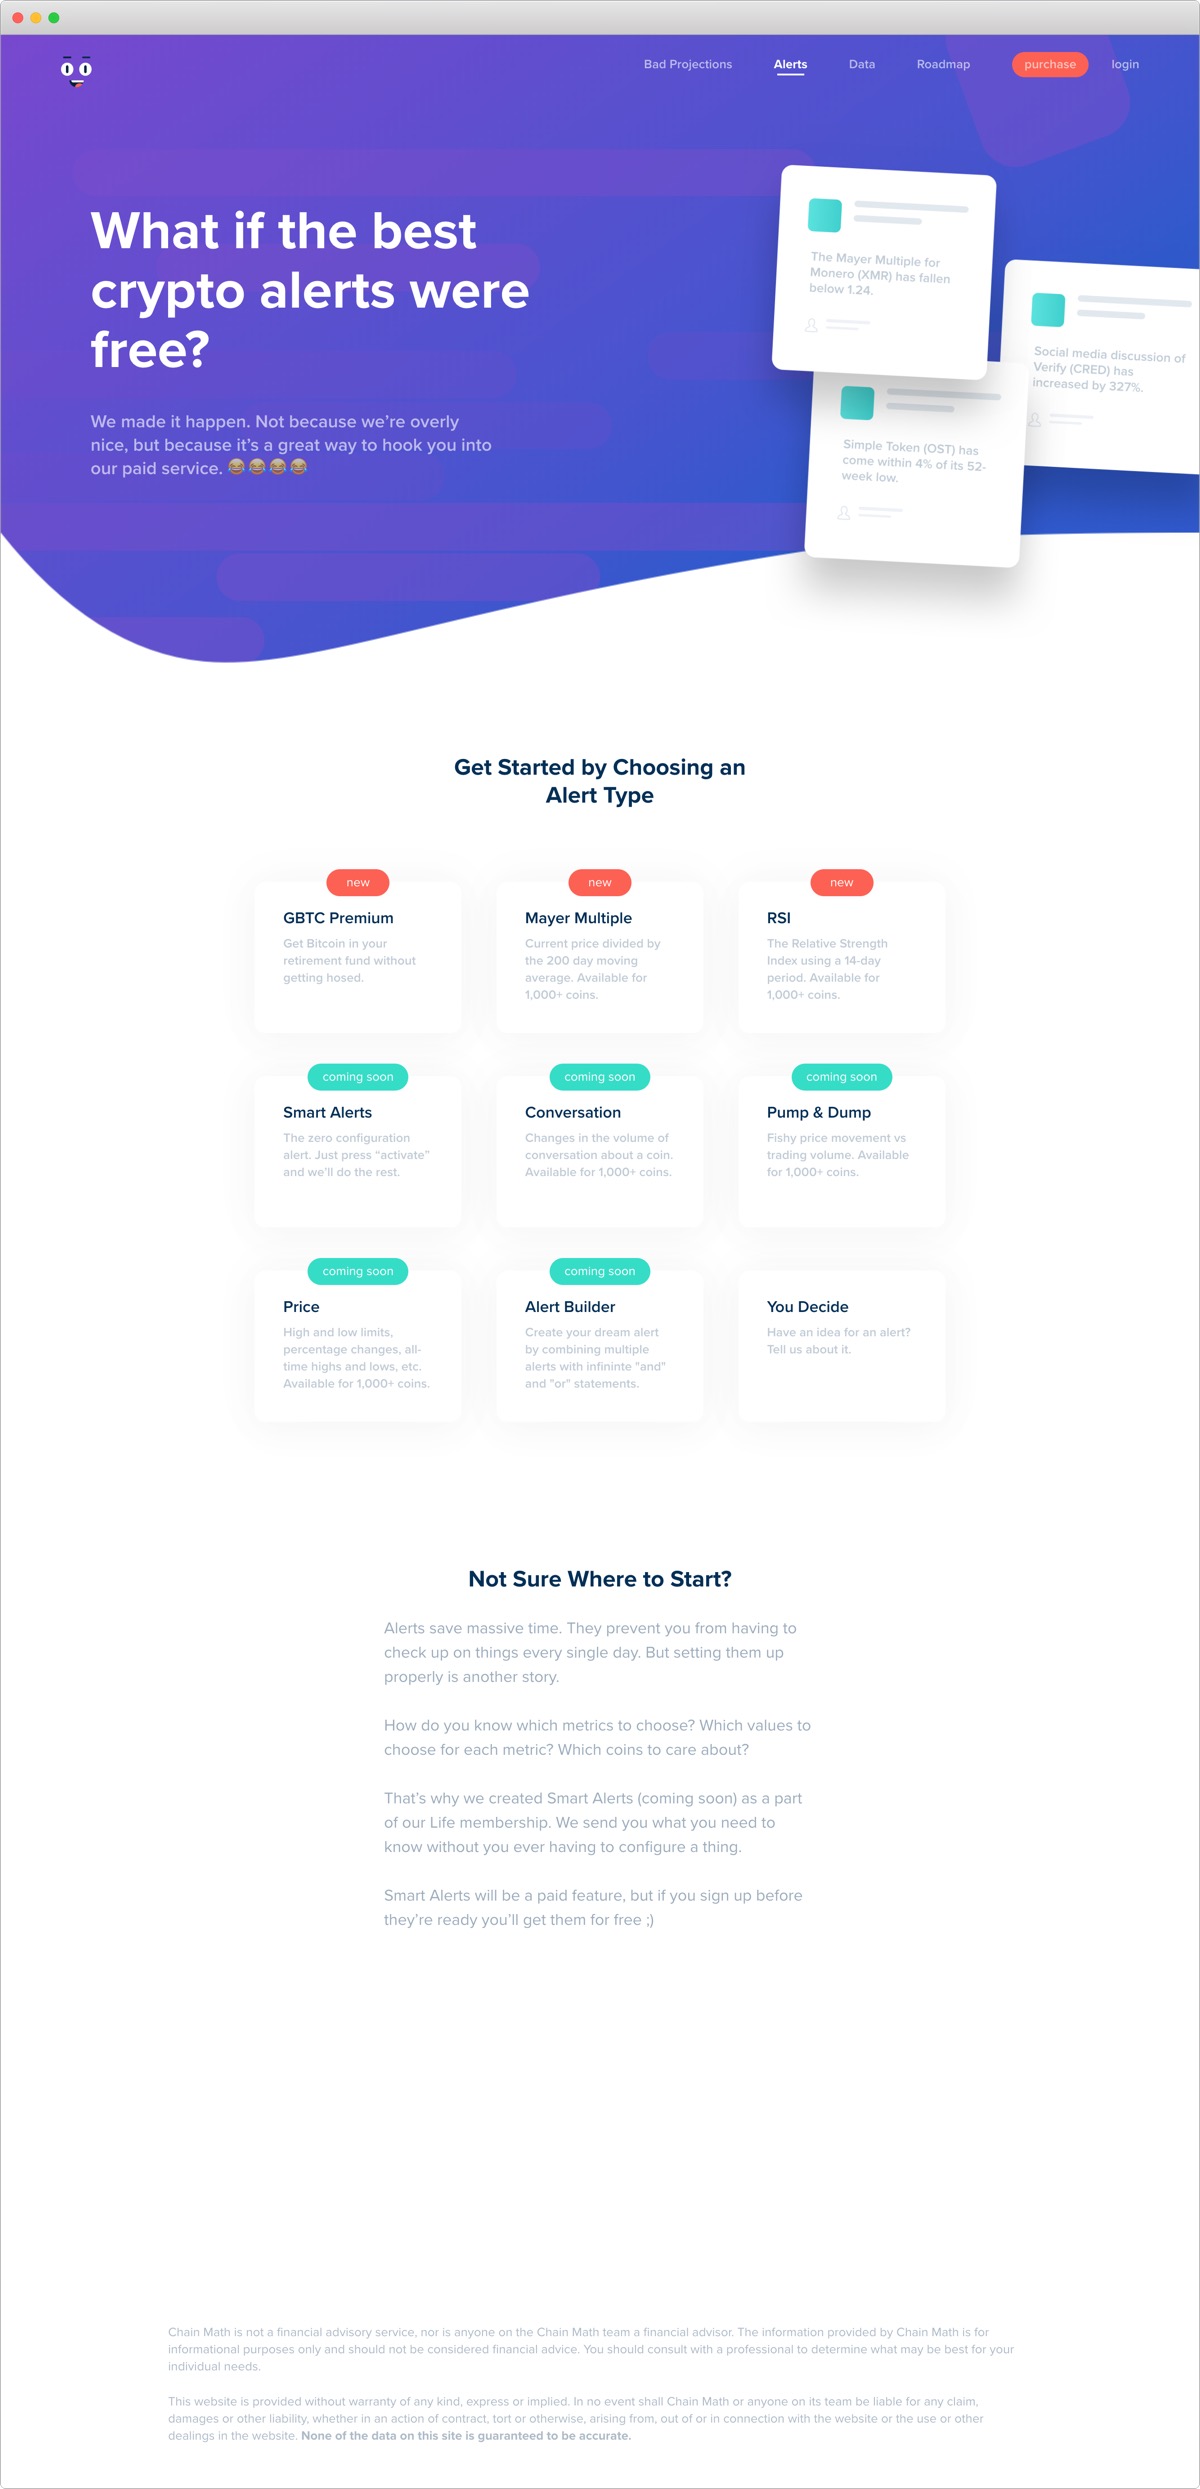 Bad Projections
Alerts
Data
Roadmap
purchase
login
What if the best
crypto alerts were
free?
We made it happen. Not because we’re overly
nice, but because it’s a great way to hook you into
our paid service. 😂😂😂😂
The Mayer Multiple for
Monero (XMR) has fallen
below 1.24.
Social media discussion of
Verify (CRED) has
increased by 327%.
Simple Token (OST) has
come within 4% of its 52-
week low.
Get Started by Choosing an
Alert Type
new
GBTC Premium
Get Bitcoin in your
retirement fund without
getting hosed.
new
Mayer Multiple
Current price divided by
the 200 day moving
average. Available for
1,000+ coins.
new
RSI
The Relative Strength
Index using a 14-day
period. Available for
1,000+ coins.
coming soon
Smart Alerts
The zero configuration
alert. Just press “activate”
and we’ll do the rest.
coming soon
Conversation
Changes in the volume of
conversation about a coin.
Available for 1,000+ coins.
coming soon
Pump & Dump
Fishy price movement vs
trading volume. Available
for 1,000+ coins.
coming soon
Price
High and low limits,
percentage changes, all-
time highs and lows, etc.
Available for 1,000+ coins.
coming soon
Alert Builder
Create your dream alert
by combining multiple
alerts with infininte "and"
and "or" statements.
You Decide
Have an idea for an alert?
Tell us about it.
Not Sure Where to Start?
Alerts save massive time. They prevent you from having to
check up on things every single day. But setting them up
properly is another story.
How do you know which metrics to choose? Which values to
choose for each metric? Which coins to care about?
That’s why we created Smart Alerts (coming soon) as a part
of our Life membership. We send you what you need to
know without you ever having to configure a thing.
Smart Alerts will be a paid feature, but if you sign up before
they’re ready you’ll get them for free ;)
Chain Math is not a financial advisory service, nor is anyone on the Chain Math team a financial advisor. The information provided by Chain Math is for
informational purposes only and should not be considered financial advice. You should consult with a professional to determine what may be best for your
individual needs.
This website is provided without warranty of any kind, express or implied. In no event shall Chain Math or anyone on its team be liable for any claim,
damages or other liability, whether in an action of contract, tort or otherwise, arising from, out of or in connection with the website or the use or other
dealings in the website. None of the data on this site is guaranteed to be accurate.